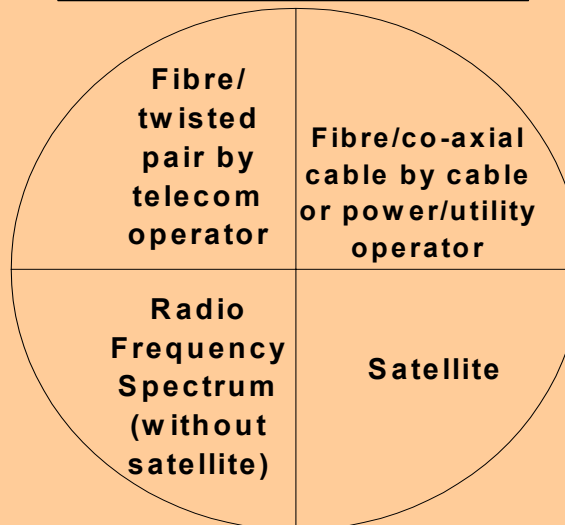 Fibre/
twisted
pair by
telecom
operator
Fibre/co-axial
cable by cable
or power/utility
operator
Radio
Frequency
Spectrum
(without
satellite)
Satellite